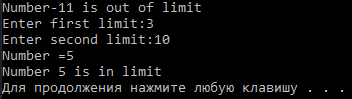 Number-11 is out of limit
Enter first limit:3
Enter second limit:10
Number =5
Number 5 is in limit
Для продолжения нажмите любую клавишу . . .